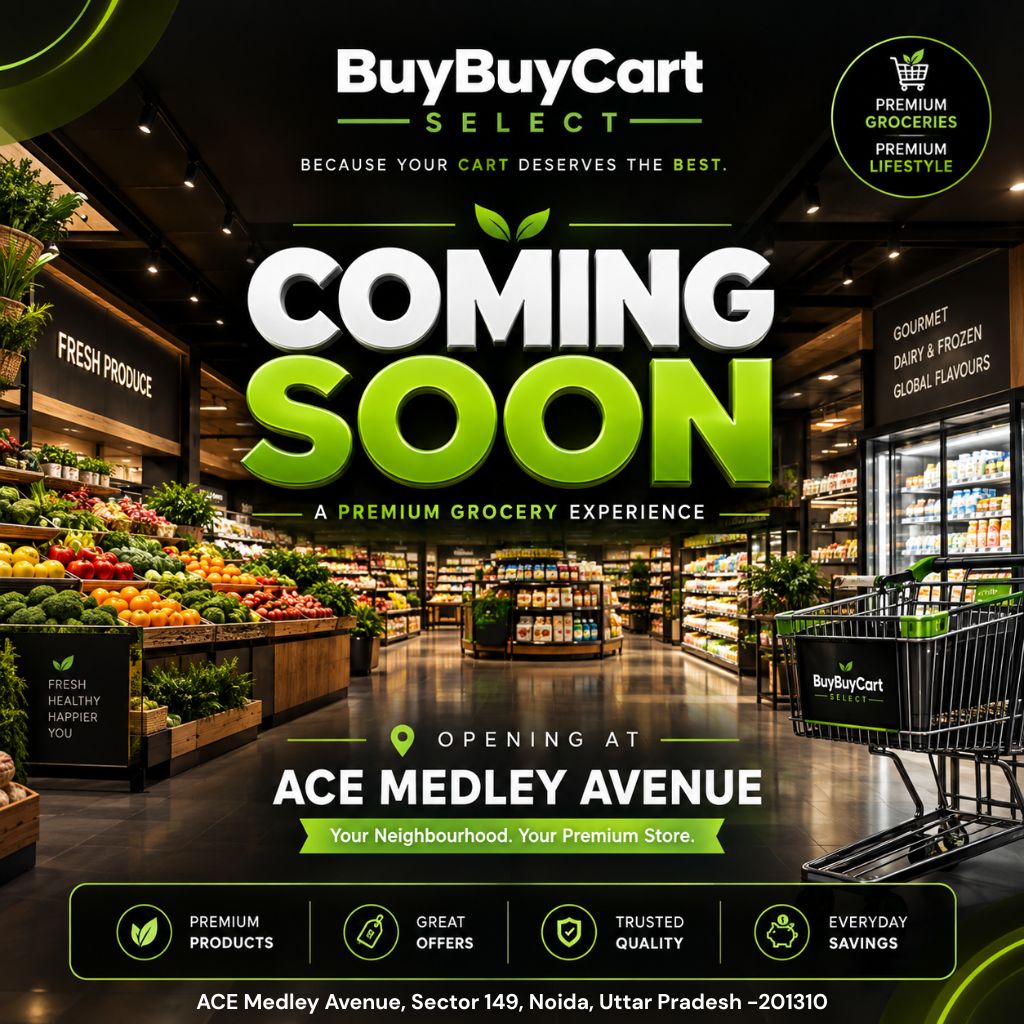 BuyBuyCart
SELECT
BECAUSE YOUR CART DESERVES THE BEST.
PREMIUM
GROCERIES
PREMIUM
LIFESTYLE
COMING
SOON
A PREMIUM GROCERY EXPERIENCE
FRESH PRODUCE
GOURMET
DAIRY & FROZEN
GLOBAL FLAVOURS
FRESH
HEALTHY
HAPPIER
YOU
BuyBuyCart
SELECT
OPENING AT
ACE MEDLEY AVENUE
Your Neighbourhood. Your Premium Store.
PREMIUM
PRODUCTS
GREAT
OFFERS
TRUSTED
QUALITY
EVERYDAY
SAVINGS
ACE Medley Avenue, Sector 149, Noida, Uttar Pradesh -201310